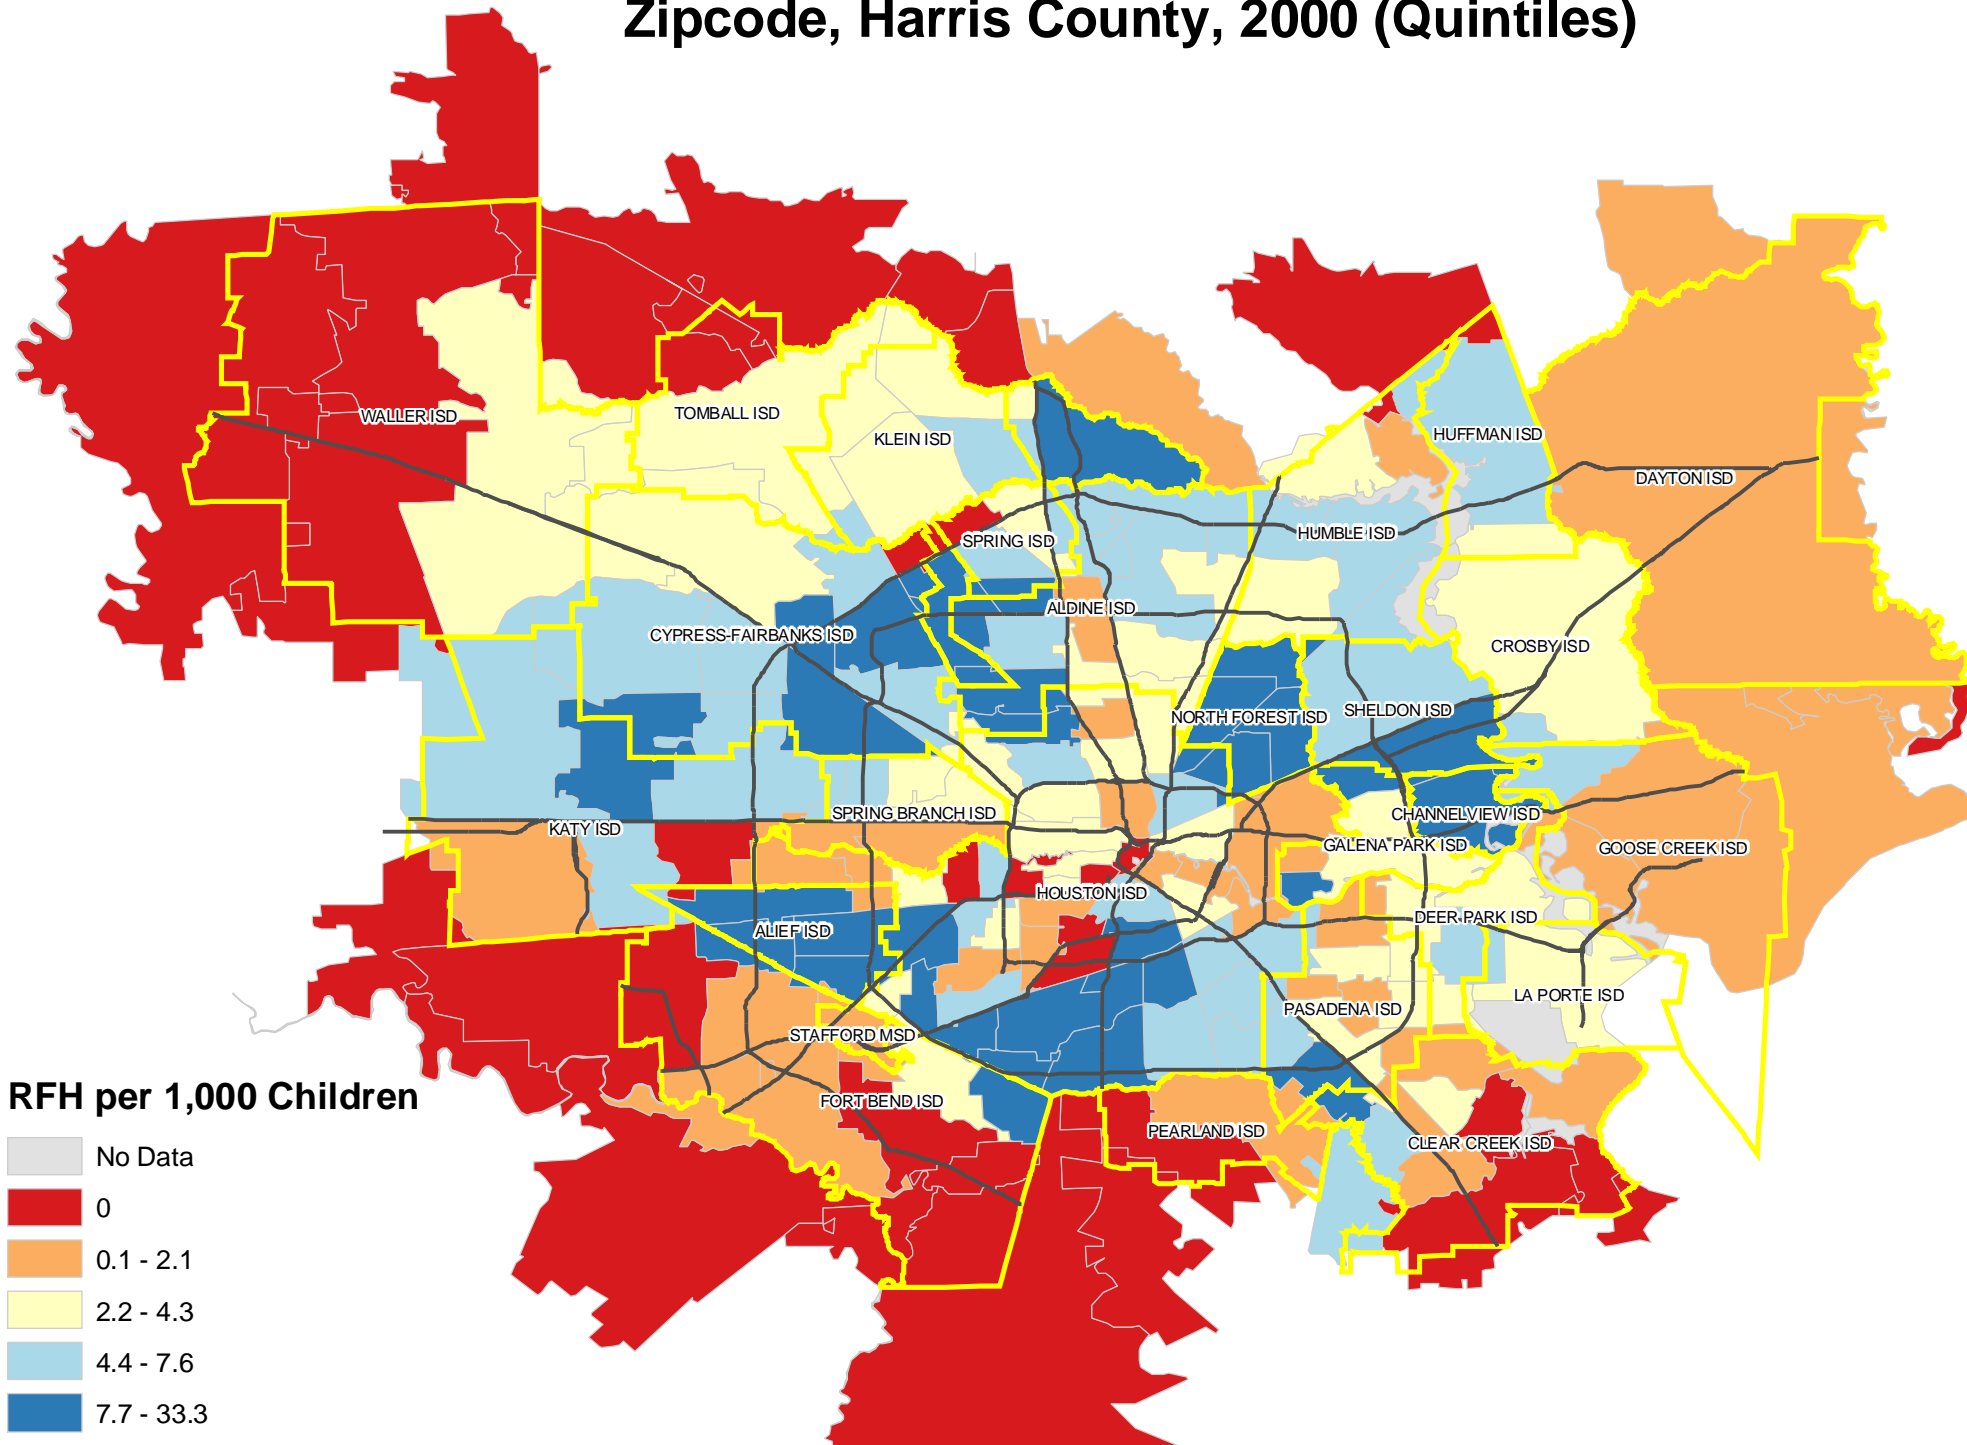 Zipcode, Harris County, 2000 (Quintiles)
WALLER ISD
TOMBALL ISD
KLEIN ISD
HUFFMAN ISD
DAYTON ISD
SPRING ISD
HUMBLE ISD
ALDINE ISD
CYPRESS-FAIRBANKS ISD
CROSBY ISD
NORTH FOREST ISD
SHELDON ISD
SPRING BRANCH ISD
CHANNELVIEW ISD
KATY ISD
GALENA PARK ISD
GOOSE CREEK ISD
HOUSTON ISD
ALIEF ISD
DEER PARK ISD
LA PORTE ISD
PASADENA ISD
STAFFORD MSD
FORT BEND ISD
PEARLAND ISD
CLEAR CREEK ISD
RFH per 1,000 Children
No Data
0
0.1 - 2.1
2.2 - 4.3
4.4 - 7.6
7.7 - 33.3